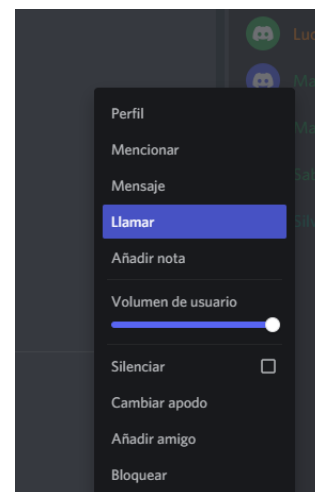 Perfil
Mencionar
Mensaje
Llamar
Añadir nota
Volumen de usuario
Silenciar
Cambiar apodo
Añadir amigo
Bloquear